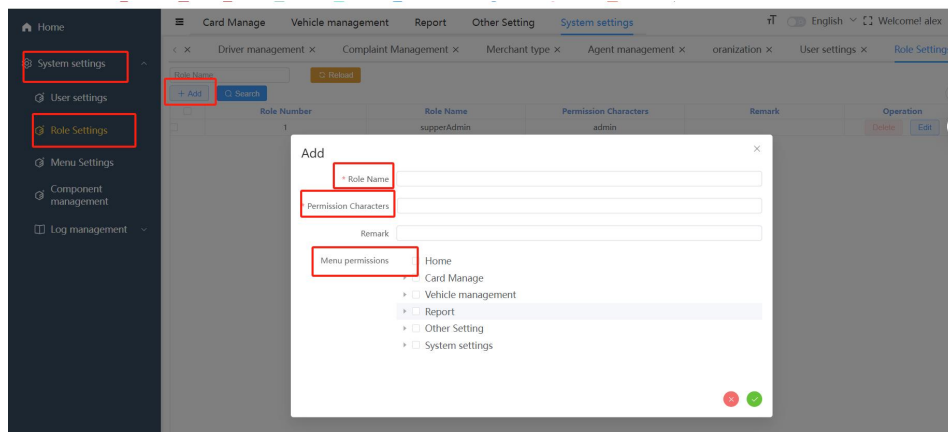 Home
Card Manage Vehicle management Report Other Setting System settings
English Welcome! alex
Driver management × Complaint Management × Merchant type × Agent management × oranization × User settings × Role Setting
System settings
User settings
Role Settings
Menu Settings
Component management
Log management
Role Name
Reload
+ Add
Search
Role Number Role Name Permission Characters Remark Operation
1 supperAdmin admin Delete Edit
Add
* Role Name
* Permission Characters
Remark
Menu permissions
Home
Card Manage
Vehicle management
Report
Other Setting
System settings